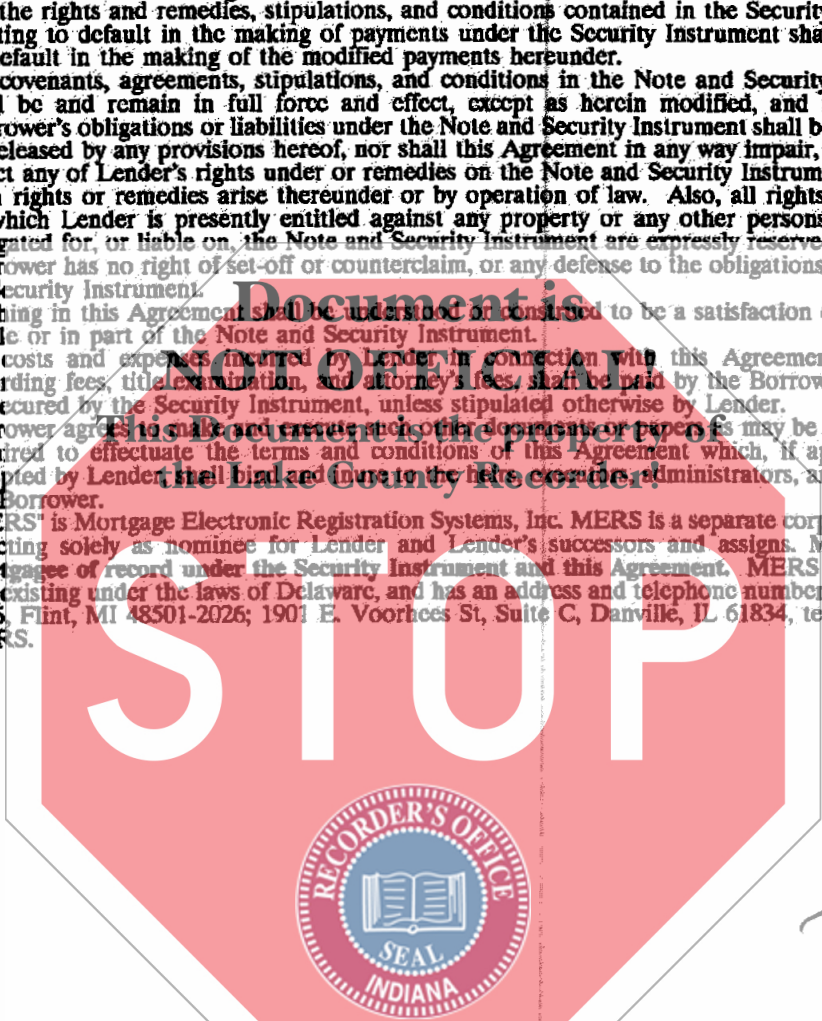 the rights and remedies, stipulations, and conditions contained in the Security
ting to default in the making of payments under the Security Instrument sha
efault in the making of the modified payments hereunder.
covenants, agreements, stipulations, and conditions in the Note and Security
l be and remain in full force and effect, except as herein modified, and
rower's obligations or liabilities under the Note and Security Instrument shall b
eleased by any provisions hereof, nor shall this Agreement in any way impair,
ct any of Lender's rights under or remedies on the Note and Security Instrum
rights or remedies arise thereunder or by operation of law. Also, all rights
which Lender is presently entitled against any property or any other persons
gated for, or liable on, the Note and Security Instrument are expressly reserve
rower has no right of set-off or counterclaim, or any defense to the obligations
ecurity Instrument.
Document is
hing in this Agreement shall be understood or construed to be a satisfaction
le or in part of the Note and Security Instrument.
NOT OFFICIAL!
costs and expenses incurred by Lender in connection with this Agreemen
rding fees, title examination, and attorney's fees, shall be paid by the Borrow
ecured by the Security Instrument, unless stipulated otherwise by Lender.
This Document is the property of
rower agrees to make and execute such other documents or papers as may be
ired to effectuate the terms and conditions of this Agreement which, if ap
the Lake County Recorder!
pted by Lender, shall bind and inure to the heirs, executors, administrators, a
Borrower.
ERS" is Mortgage Electronic Registration Systems, Inc. MERS is a separate corp
cting solely as nominee for Lender and Lender's successors and assigns. M
tgagee of record under the Security Instrument and this Agreement. MERS
existing under the laws of Delaware, and has an address and telephone number
Flint, MI 48501-2026; 1901 E. Voorhees St, Suite C, Danville, IL 61834, te
RS.
STOP
RECORDER'S OFFICE
SEAL
INDIANA